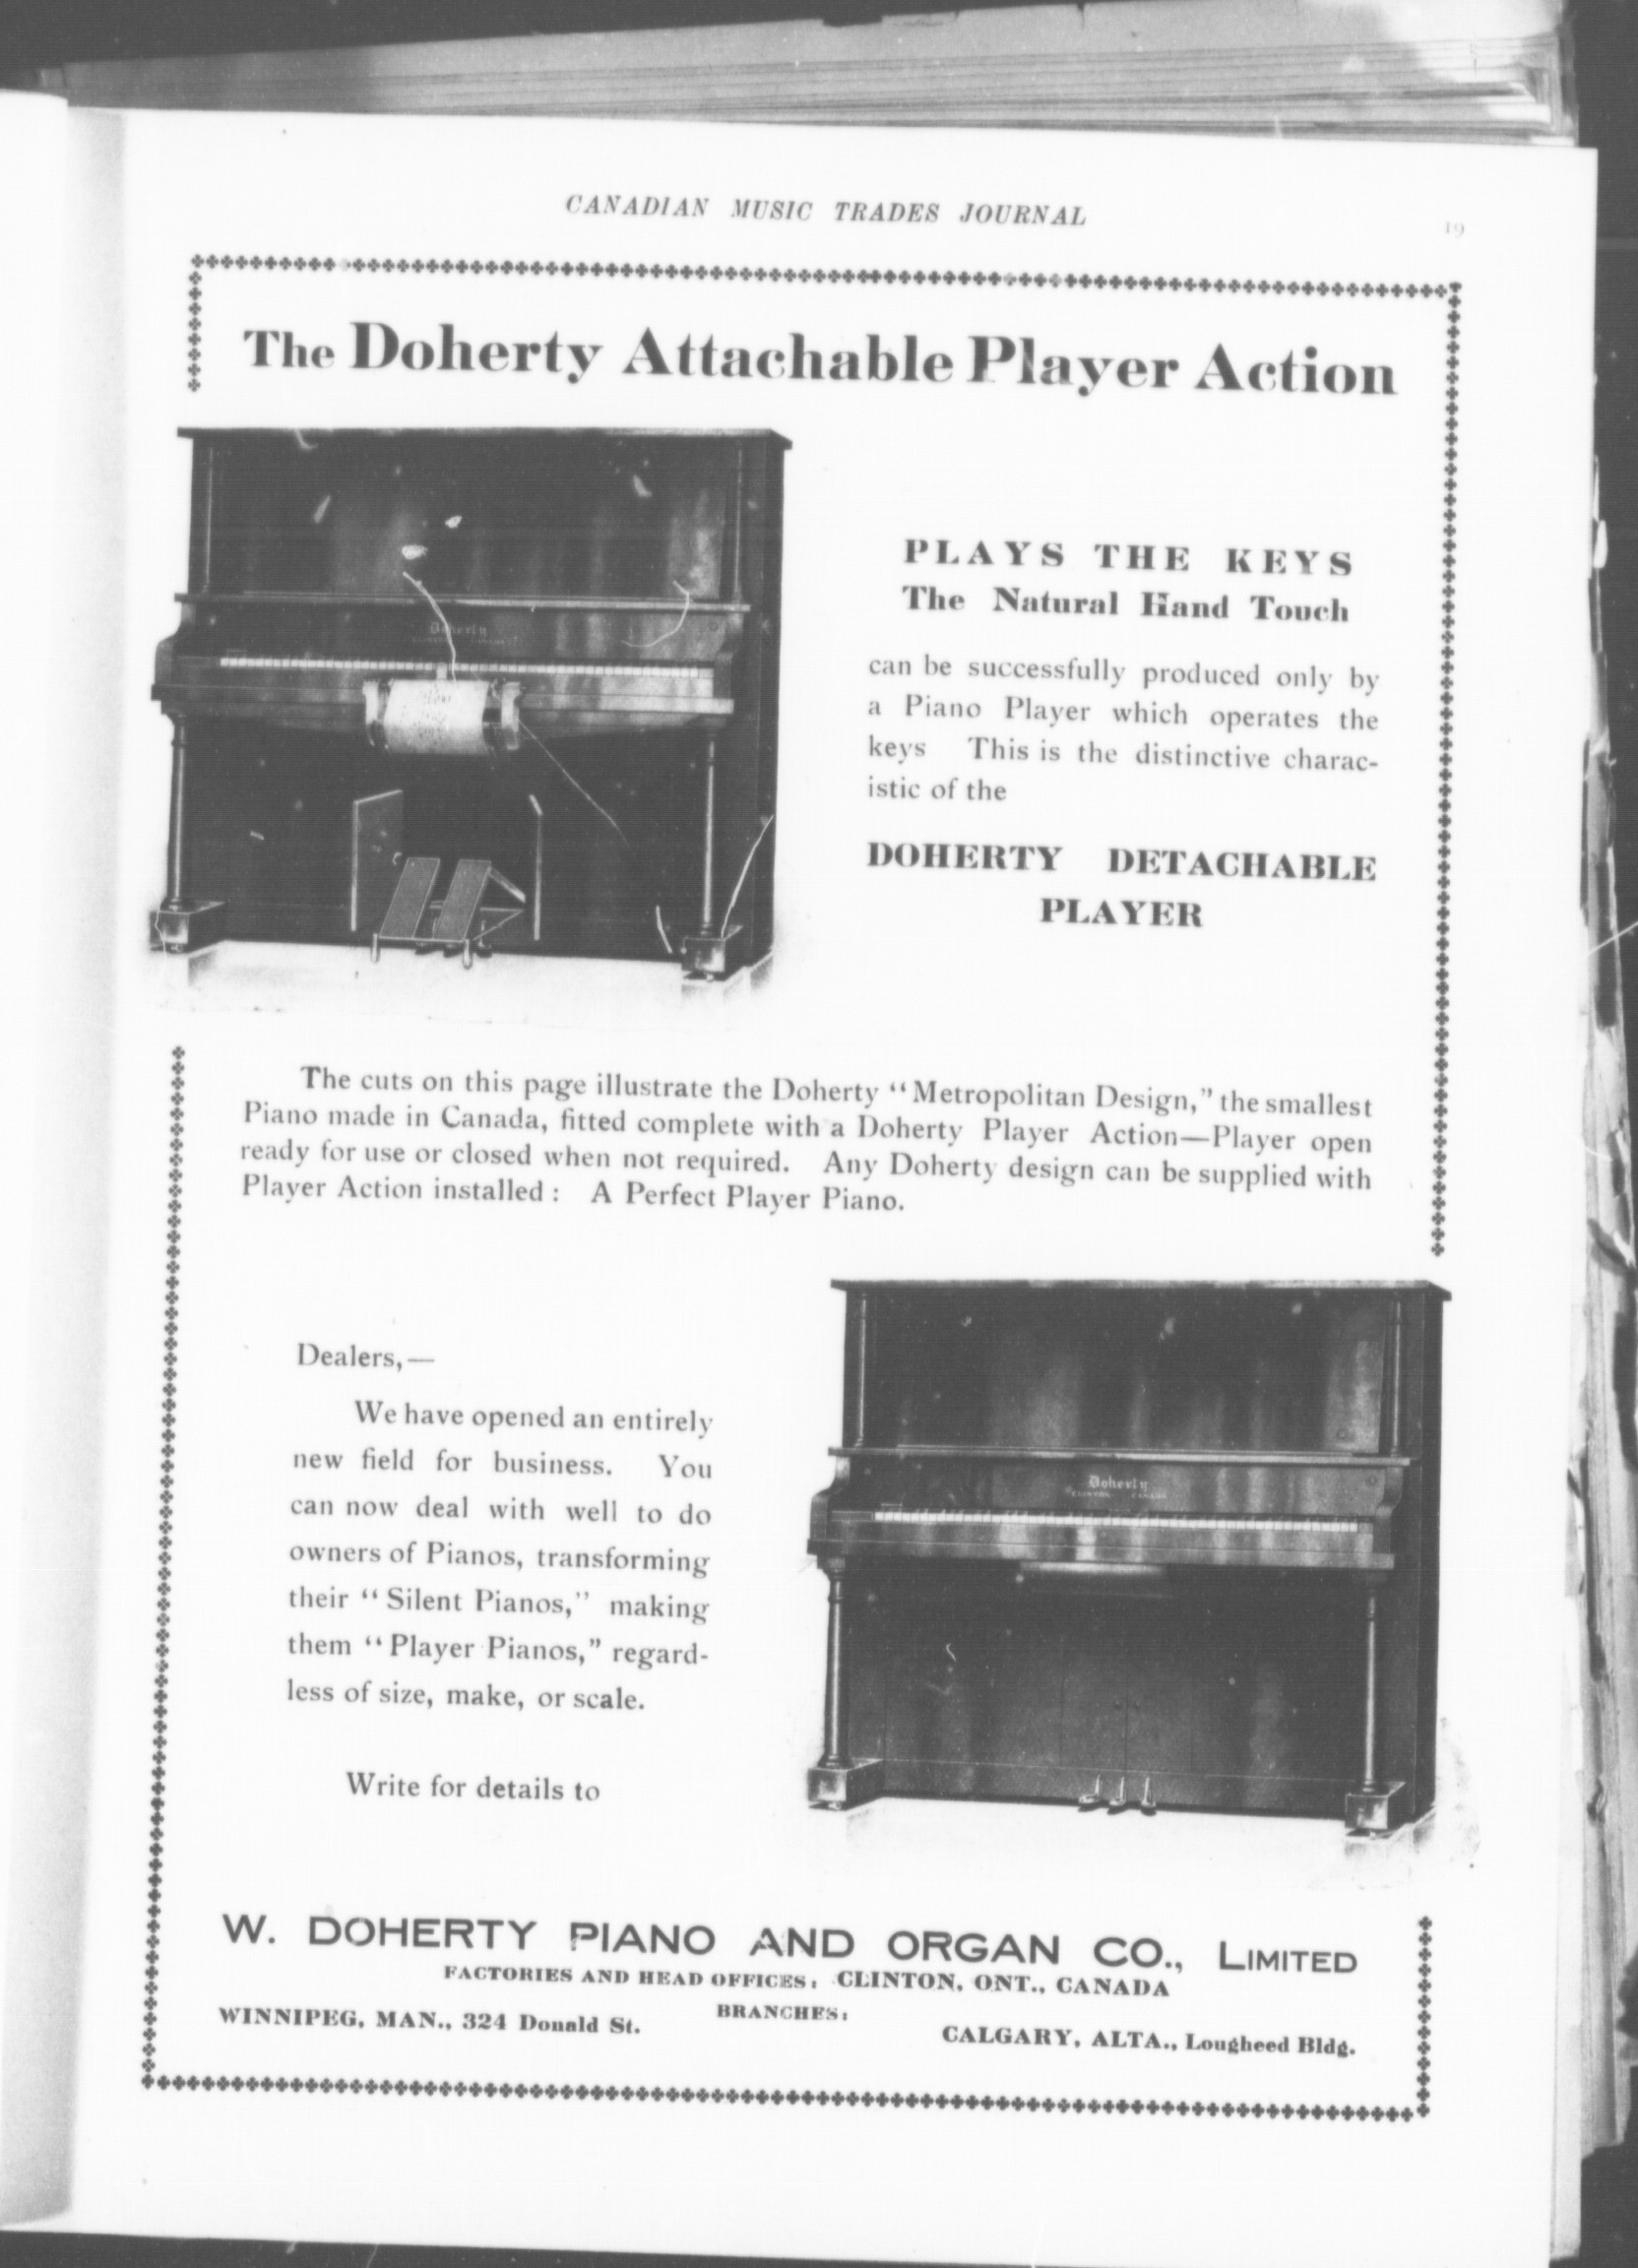 CANADIAN MUSIC TRADES JOURNAL
19
The Doherty Attachable Player Action
Doherty
PLAYS THE KEYS
The Natural Hand Touch
can be successfully produced only by
a Piano Player which operates the
keys This is the distinctive charac-
istic of the
DOHERTY DETACHABLE
PLAYER
The cuts on this page illustrate the Doherty “Metropolitan Design,” the smallest
Piano made in Canada, fitted complete with a Doherty Player Action—Player open
ready for use or closed when not required. Any Doherty design can be supplied with
Player Action installed: A Perfect Player Piano.
Dealers,—
We have opened an entirely
new field for business. You
can now deal with well to do
owners of Pianos, transforming
their “Silent Pianos,” making
them “Player Pianos,” regard-
less of size, make, or scale.
Write for details to
Doherty
CLINTON CANADA
W. DOHERTY PIANO AND ORGAN CO., LIMITED
FACTORIES AND HEAD OFFICES: CLINTON, ONT., CANADA
BRANCHES:
WINNIPEG, MAN., 324 Donald St.
CALGARY, ALTA., Lougheed Bldg.